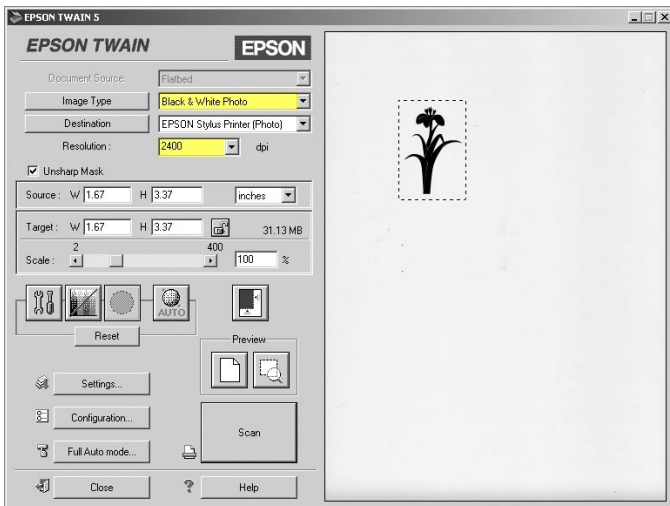 EPSON TWAIN 5
EPSON TWAIN
EPSON
Document Source:
Flatbed
Image Type
Black & White Photo
Destination
EPSON Stylus Printer (Photo)
Resolution :
2400
dpi
Unsharp Mask
Source : W 1.67 H 3.37 inches
Target : W 1.67 H 3.37 31.13 MB
2 400
Scale : 100 %
AUTO
Reset
Preview
Settings...
Configuration...
Scan
Full Auto mode...
Close
Help